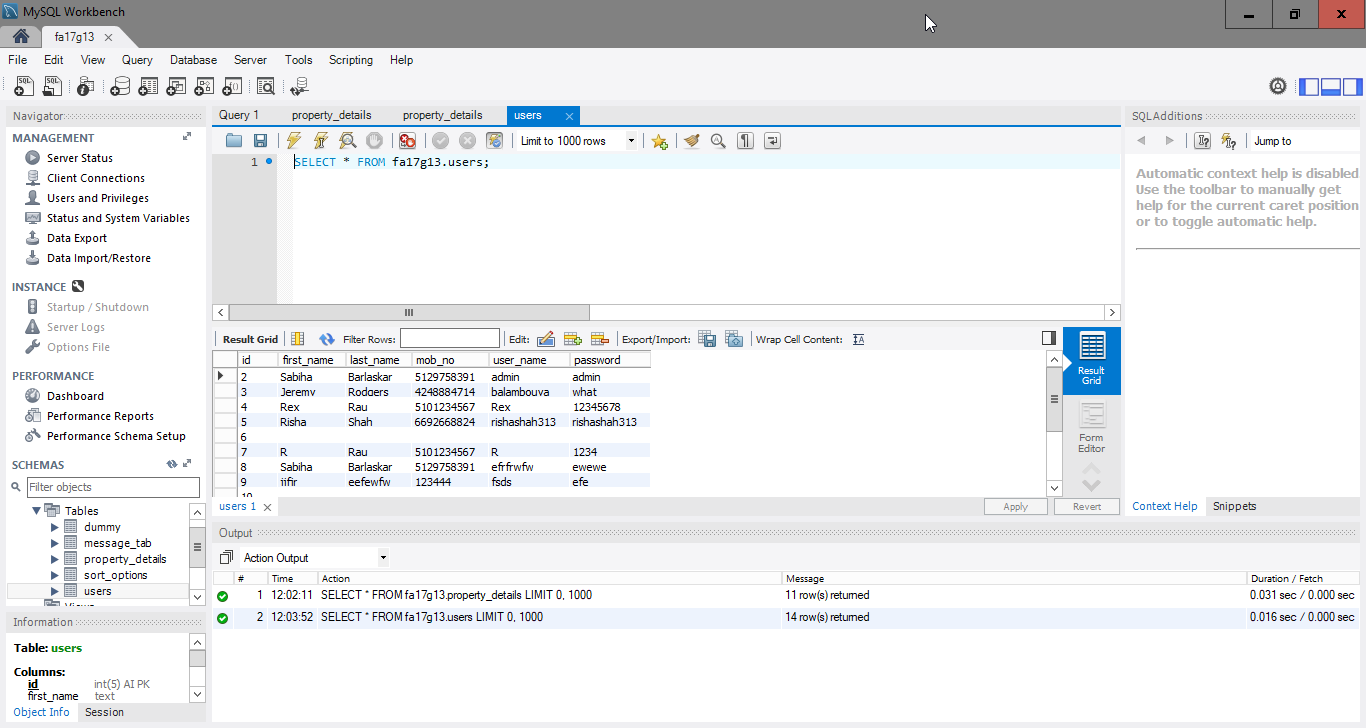 MySQL Workbench
fa17g13
File Edit View Query Database Server Tools Scripting Help
Navigator
MANAGEMENT
Server Status
Client Connections
Users and Privileges
Status and System Variables
Data Export
Data Import/Restore
INSTANCE
Startup / Shutdown
Server Logs
Options File
PERFORMANCE
Dashboard
Performance Reports
Performance Schema Setup
SCHEMAS
Filter objects
Tables
dummy
message_tab
property_details
sort_options
users
Views
Information
Table: users
Columns:
id int(5) AI PK
first_name text
Object Info Session
Query 1 property_details property_details users
Limit to 1000 rows
1 SELECT * FROM fa17g13.users;
Result Grid Filter Rows: Edit: Export/Import: Wrap Cell Content:
id first_name last_name mob_no user_name password
2 Sabiha Barlaskar 5129758391 admin admin
3 Jeremy Rodgers 4248884714 balambouva what
4 Rex Rau 5101234567 Rex 12345678
5 Risha Shah 6692668824 rishashah313 rishashah313
6
7 R Rau 5101234567 R 1234
8 Sabiha Barlaskar 5129758391 efrfrwfw ewewe
9 iifir eefewfw 123444 fsds efe
10
Result Grid
Form Editor
users 1 Apply Revert
SQLAdditions
Jump to
Automatic context help is disabled.
Use the toolbar to manually get
help for the current caret position
or to toggle automatic help.
Context Help Snippets
Output
Action Output
# Time Action Message Duration / Fetch
1 12:02:11 SELECT * FROM fa17g13.property_details LIMIT 0, 1000 11 row(s) returned 0.031 sec / 0.000 sec
2 12:03:52 SELECT * FROM fa17g13.users LIMIT 0, 1000 14 row(s) returned 0.016 sec / 0.000 sec